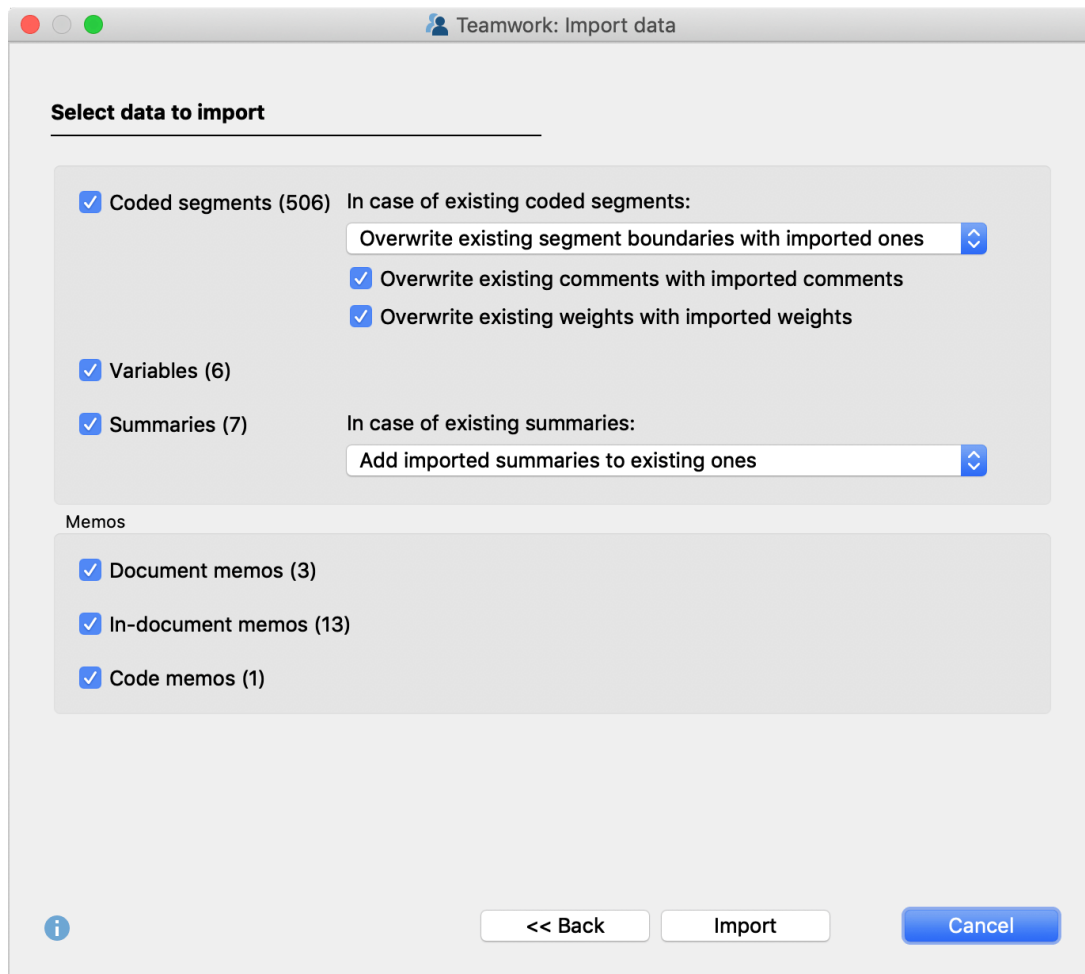 Teamwork: Import data
Select data to import
Coded segments (506) In case of existing coded segments:
Overwrite existing segment boundaries with imported ones
Overwrite existing comments with imported comments
Overwrite existing weights with imported weights
Variables (6)
Summaries (7) In case of existing summaries:
Add imported summaries to existing ones
Memos
Document memos (3)
In-document memos (13)
Code memos (1)
<< Back Import Cancel